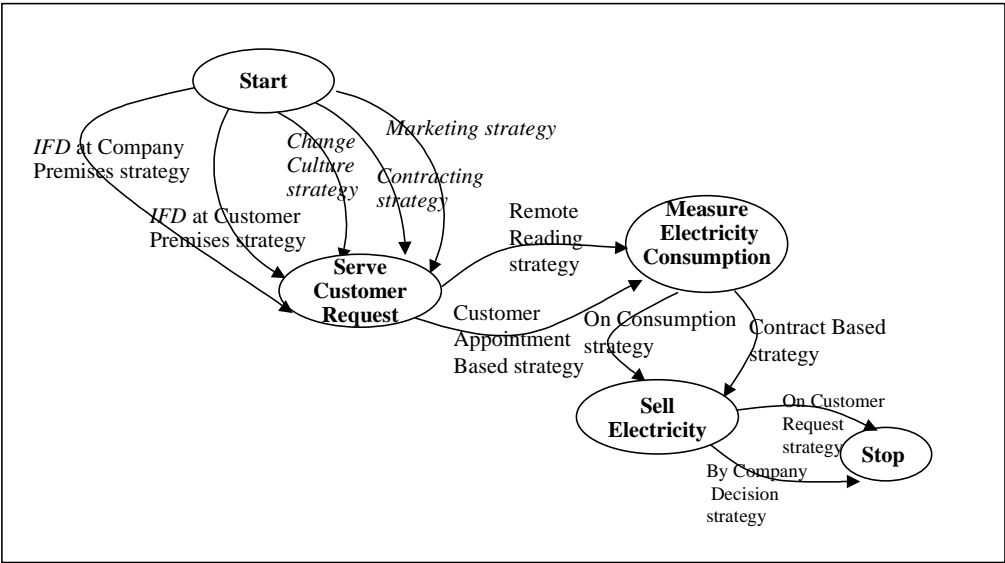 Start
Marketing strategy
Change
Culture
strategy
IFD at Company
Premises strategy
Contracting
strategy
IFD at Customer
Premises strategy
Remote
Reading
strategy
Measure
Electricity
Consumption
Serve
Customer
Request
Customer
Appointment
Based strategy
On Consumption
strategy
Contract Based
strategy
Sell
Electricity
On Customer
Request
strategy
Stop
By Company
Decision
strategy